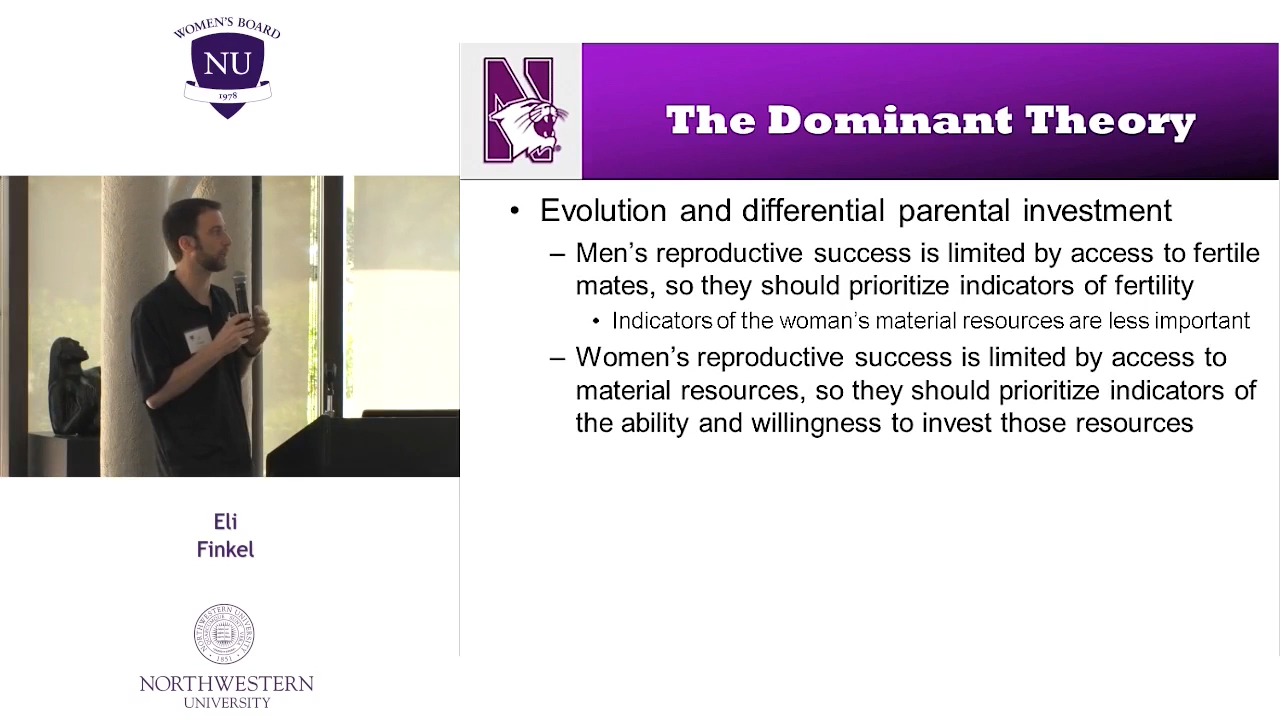 WOMEN'S BOARD
NU
1978
The Dominant Theory
• Evolution and differential parental investment
– Men’s reproductive success is limited by access to fertile
mates, so they should prioritize indicators of fertility
• Indicators of the woman’s material resources are less important
– Women’s reproductive success is limited by access to
material resources, so they should prioritize indicators of
the ability and willingness to invest those resources
Eli
Finkel
NORTHWESTERN UNIVERSITY
1851
NORTHWESTERN
UNIVERSITY